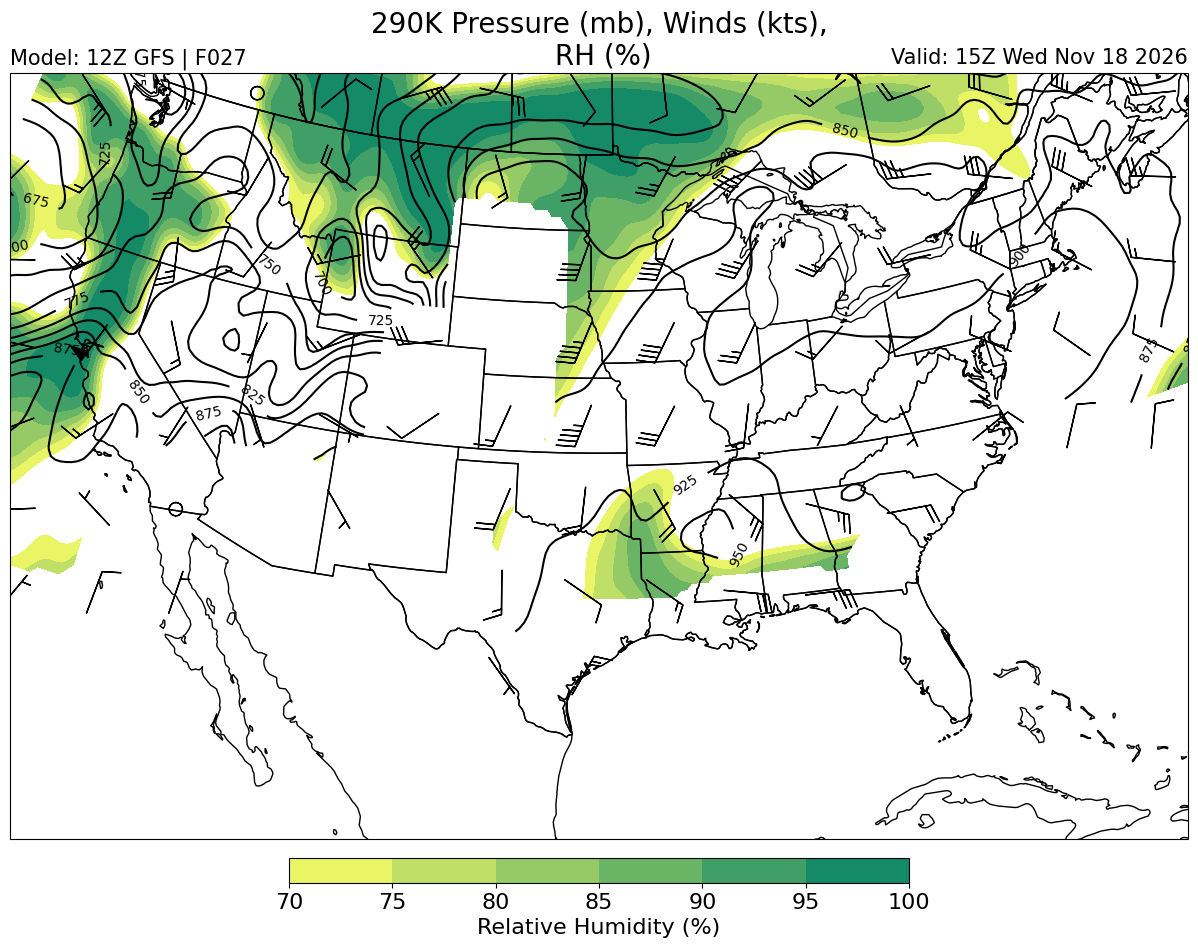 290K Pressure (mb), Winds (kts),
RH (%)
Model: 12Z GFS | F027
Valid: 15Z Wed Nov 18 2026
850
725
675
750
700
775
725
875
850
825
875
900
875
925
950
70 75 80 85 90 95 100
Relative Humidity (%)